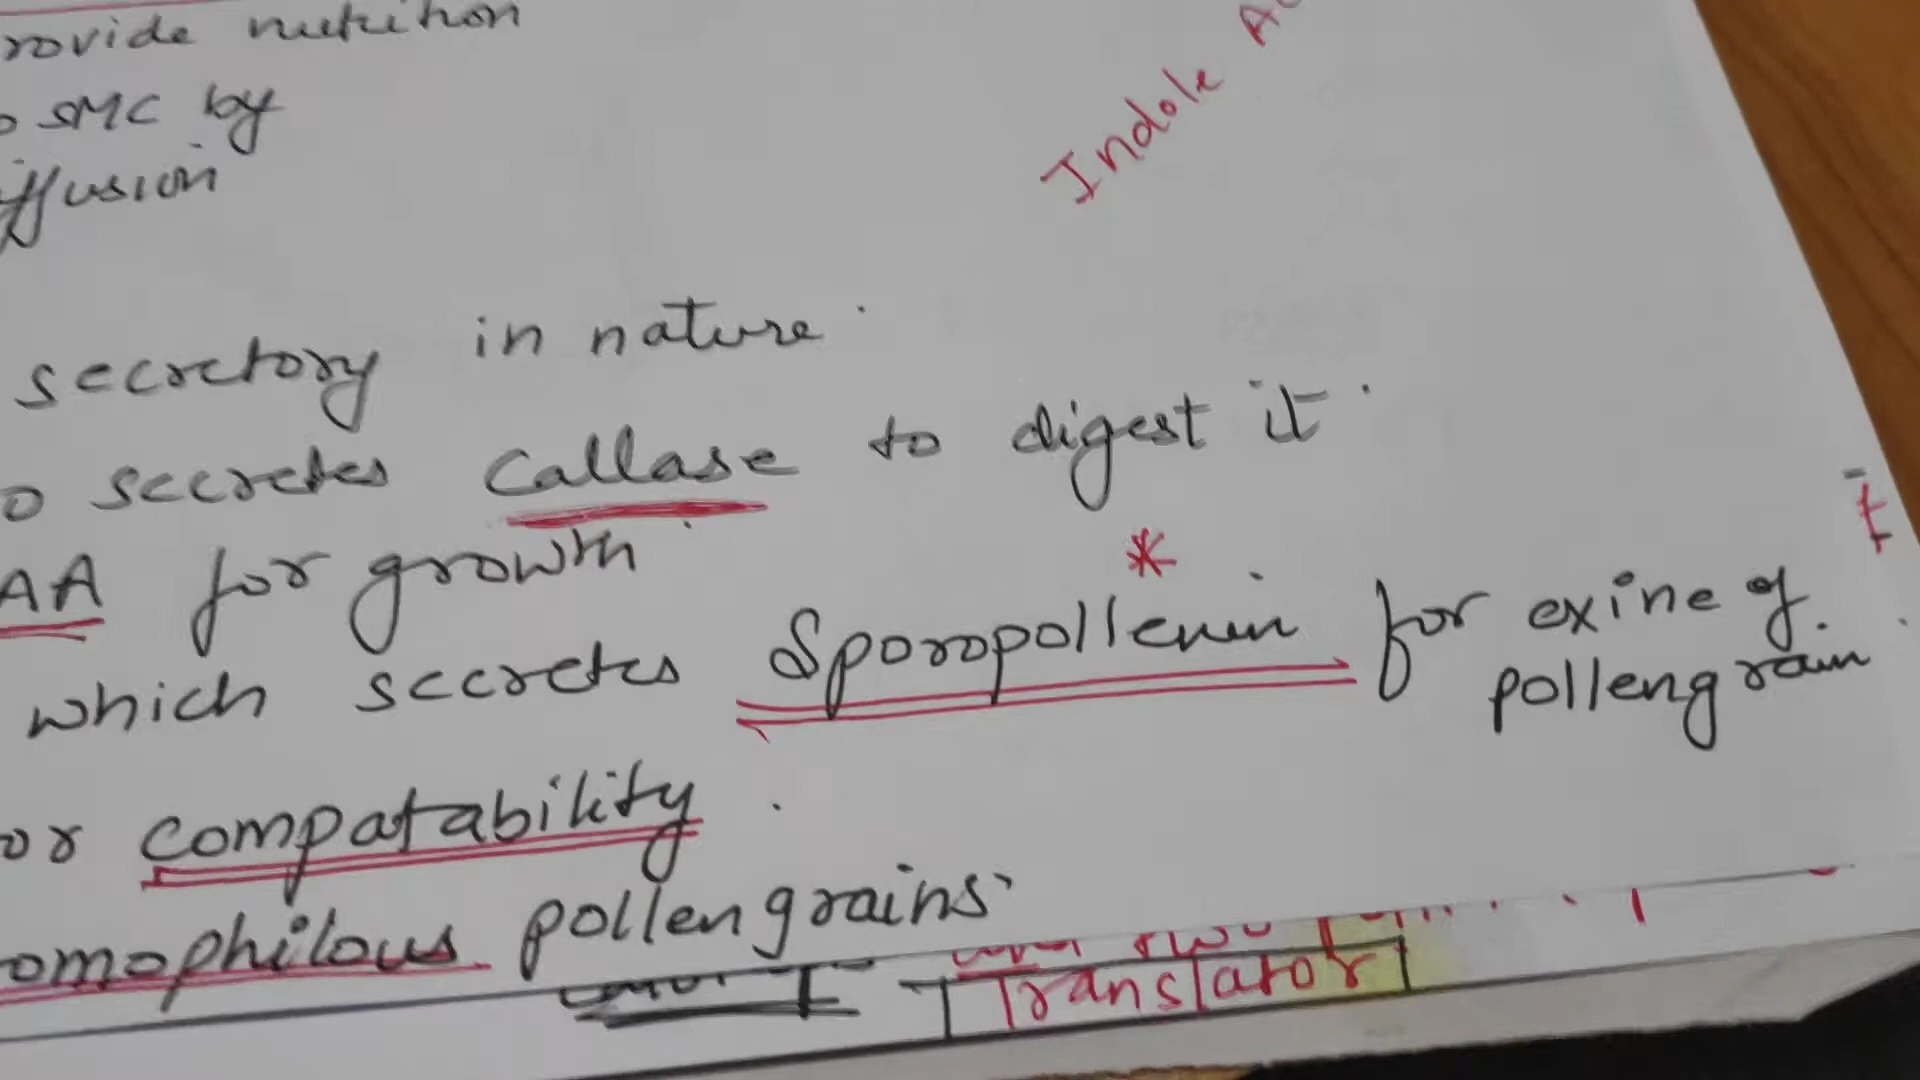 rovide nutrition
o SMC by
ffusion
Indole A
secretory in nature.
o secretes Callase to digest it.
AA for growth
*
which secretes Sporopollenin for exine of
pollengrain.
or compatability.
omophilous pollengrains.
Translator